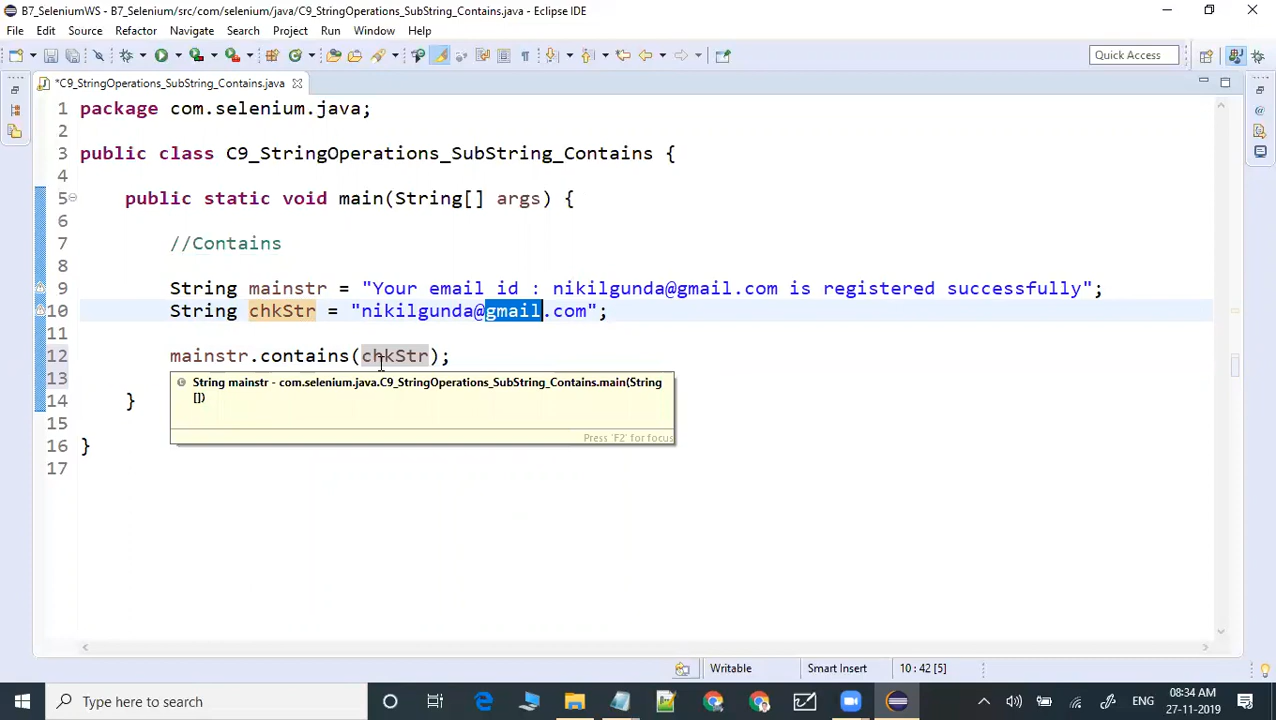 B7_SeleniumWS - B7_Selenium/src/com/selenium/java/C9_StringOperations_SubString_Contains.java - Eclipse IDE
File Edit Source Refactor Navigate Search Project Run Window Help
Quick Access
*C9_StringOperations_SubString_Contains.java
1 package com.selenium.java;
2
3 public class C9_StringOperations_SubString_Contains {
4
5 public static void main(String[] args) {
6
7 //Contains
8
9 String mainstr = "Your email id : nikilgunda@gmail.com is registered successfully";
10 String chkStr = "nikilgunda@gmail.com";
11
12 mainstr.contains(chkStr);
13
String mainstr - com.selenium.java.C9_StringOperations_SubString_Contains.main(String
[])
14 }
15
Press 'F2' for focus
16 }
17
Writable Smart Insert 10 : 42 [5]
Type here to search
ENG
08:34 AM
27-11-2019